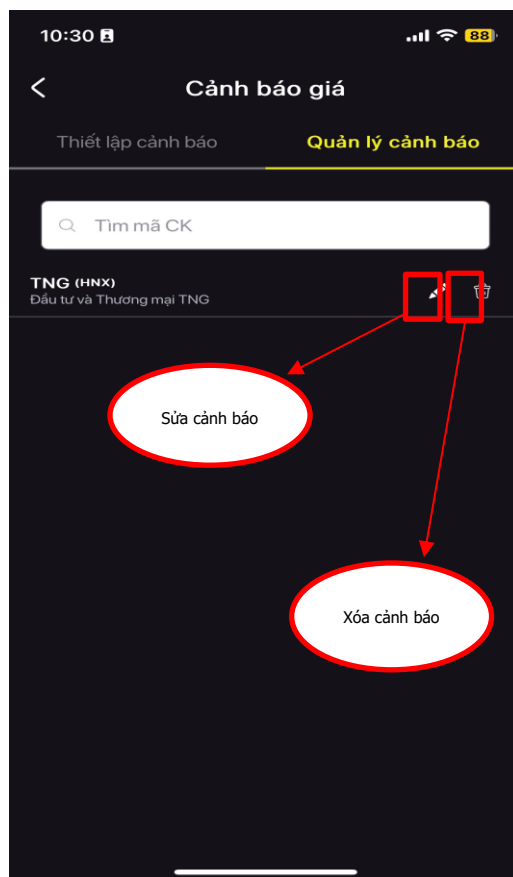 10:30
88
Cảnh báo giá
Thiết lập cảnh báo
Quản lý cảnh báo
Tìm mã CK
TNG (HNX)
Đầu tư và Thương mại TNG
Sửa cảnh báo
Xóa cảnh báo